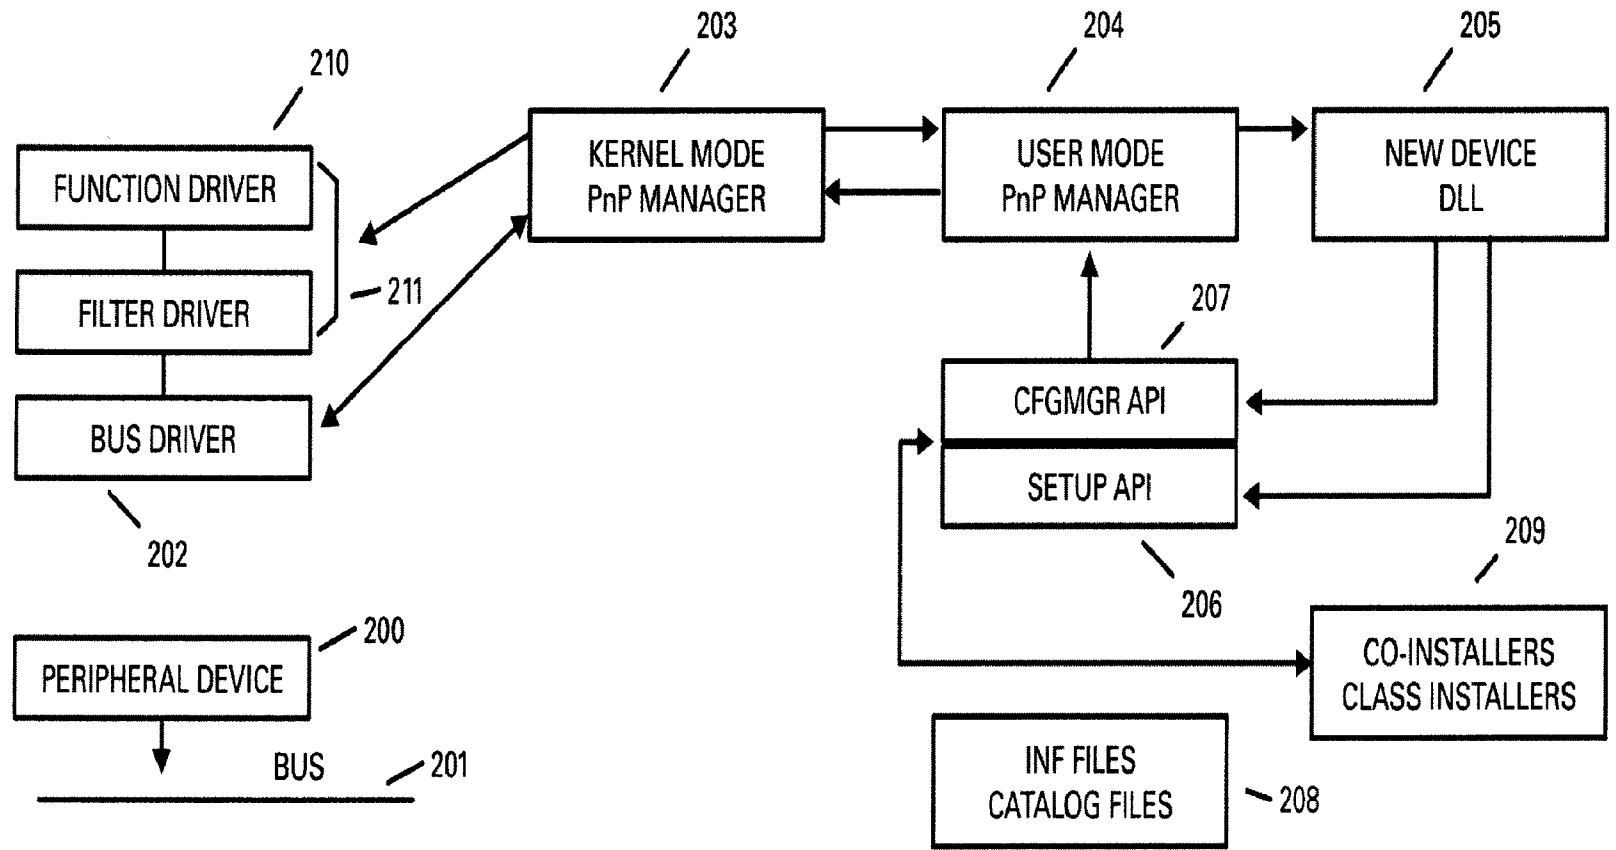 203
204
205
210
KERNEL MODE
PnP MANAGER
USER MODE
PnP MANAGER
NEW DEVICE
DLL
FUNCTION DRIVER
211
FILTER DRIVER
207
CFGMGR API
BUS DRIVER
SETUP API
202
206
209
200
PERIPHERAL DEVICE
CO-INSTALLERS
CLASS INSTALLERS
BUS
201
INF FILES
CATALOG FILES
208